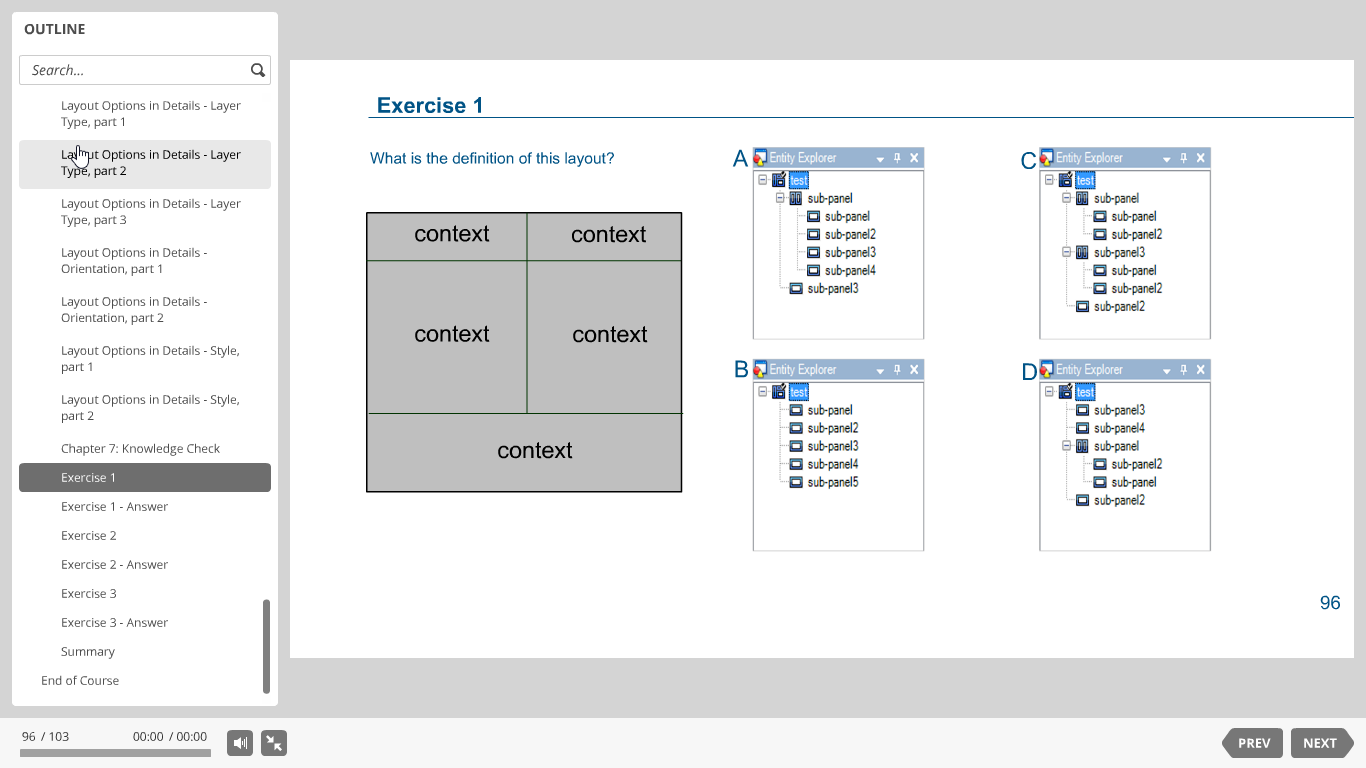 OUTLINE
Search...
Layout Options in Details - Layer
Type, part 1
Layout Options in Details - Layer
Type, part 2
Layout Options in Details - Layer
Type, part 3
Layout Options in Details -
Orientation, part 1
Layout Options in Details -
Orientation, part 2
Layout Options in Details - Style,
part 1
Layout Options in Details - Style,
part 2
Chapter 7: Knowledge Check
Exercise 1
Exercise 1 - Answer
Exercise 2
Exercise 2 - Answer
Exercise 3
Exercise 3 - Answer
Summary
End of Course
Exercise 1
What is the definition of this layout?
context context
context context
context
A Entity Explorer
test
sub-panel
sub-panel
sub-panel2
sub-panel3
sub-panel4
sub-panel3
B Entity Explorer
test
sub-panel
sub-panel2
sub-panel3
sub-panel4
sub-panel5
C Entity Explorer
test
sub-panel
sub-panel
sub-panel2
sub-panel3
sub-panel
sub-panel2
sub-panel2
D Entity Explorer
test
sub-panel3
sub-panel4
sub-panel
sub-panel2
sub-panel
sub-panel2
96
96 / 103 00:00 / 00:00
PREV NEXT